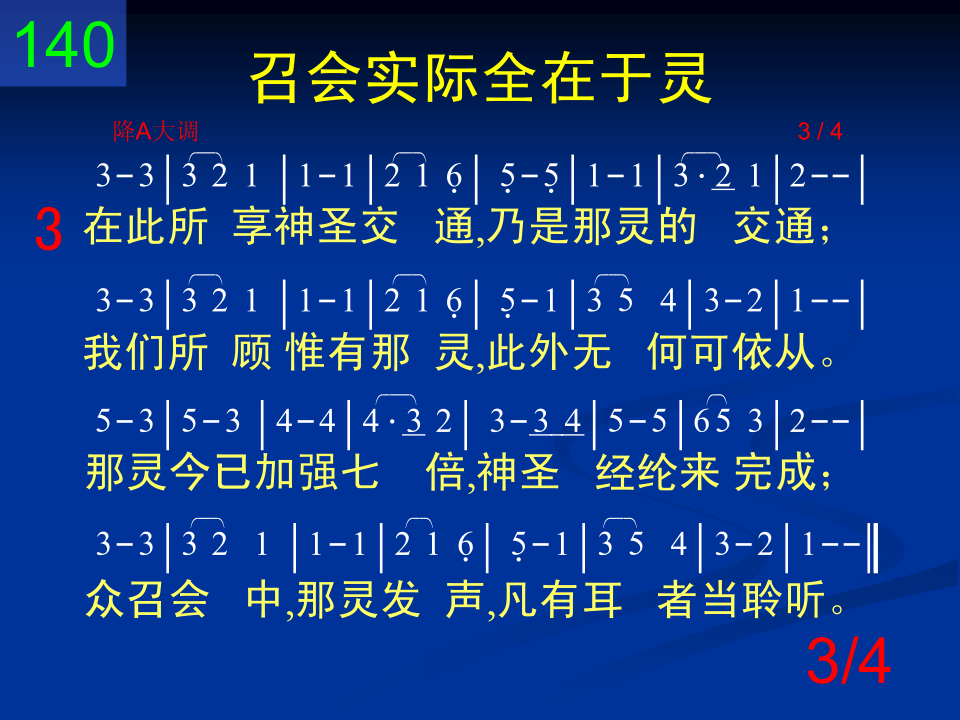 140
召会实际全在于灵
降A大调 3 / 4
3-3|3 2 1 |1-1|2 1 6̣| 5̣-5̣|1-1|3·2 1|2--|
3 在此所 享神圣交 通,乃是那灵的 交通；
3-3|3 2 1 |1-1|2 1 6̣| 5̣-1|3 5 4|3-2|1--|
我们所 顾 惟有那 灵,此外无 何可依从。
5-3|5-3 |4-4|4·3 2| 3-3 4|5-5|6 5 3|2--|
那灵今已加强七 倍,神圣 经纶来 完成；
3-3|3 2 1 |1-1|2 1 6̣| 5̣-1|3 5 4|3-2|1--‖
众召会 中,那灵发 声,凡有耳 者当聆听。
3/4